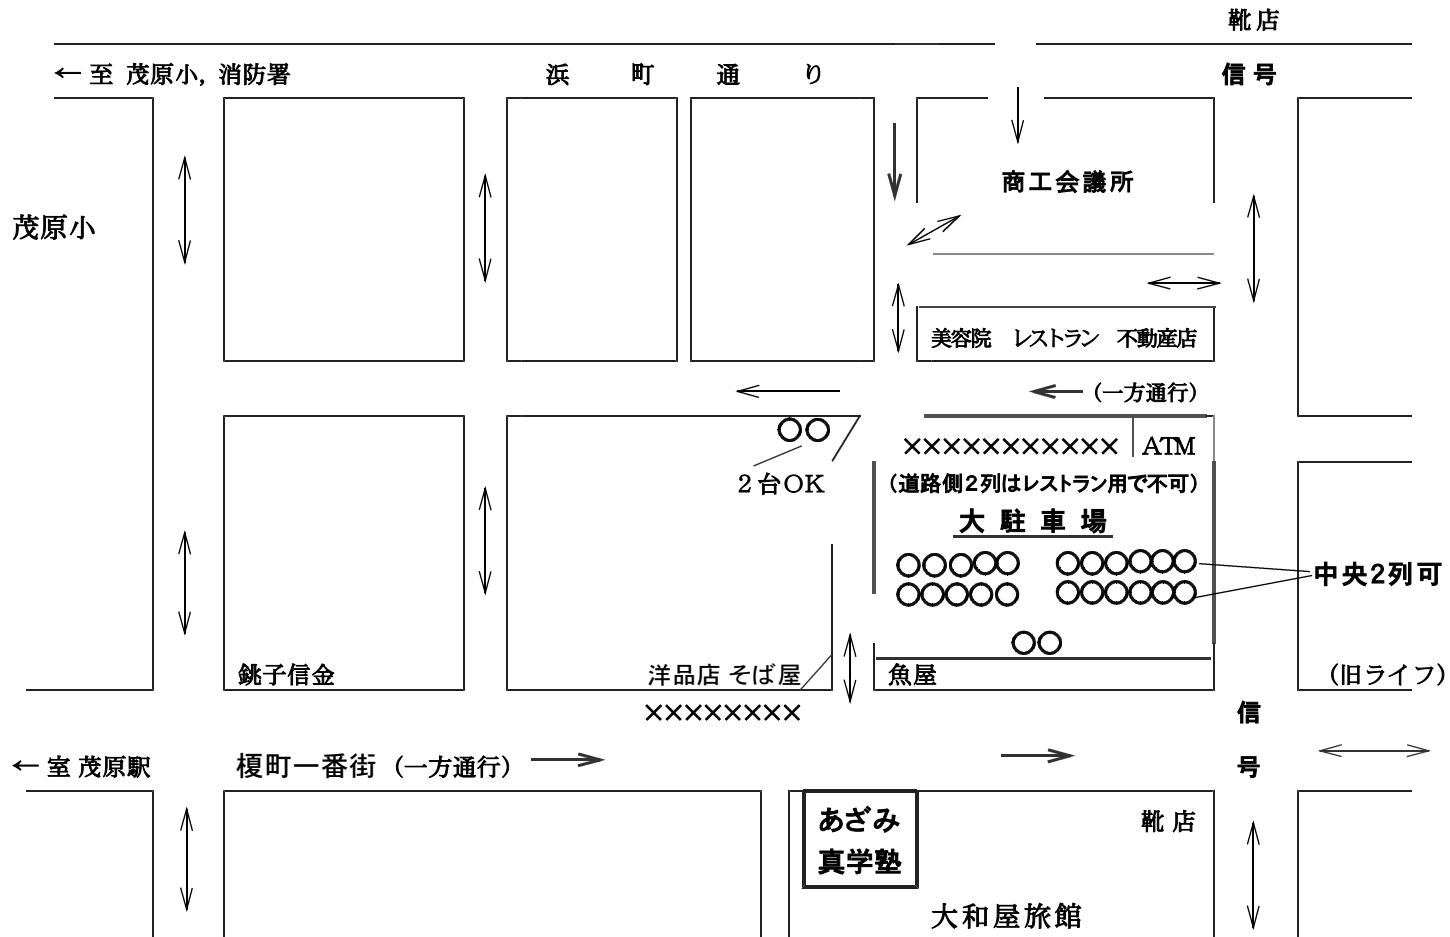 靴店
← 至 茂原小, 消防署
浜町通り
信号
商工会議所
茂原小
美容院 レストラン 不動産店
(一方通行)
××××××××××× ATM
2台OK
(道路側2列はレストラン用で不可)
大駐車場
中央2列可
銚子信金
洋品店 そば屋
魚屋
(旧ライフ)
××××××××
信号
← 室 茂原駅
榎町一番街 (一方通行)
あざみ
真学塾
靴店
大和屋旅館